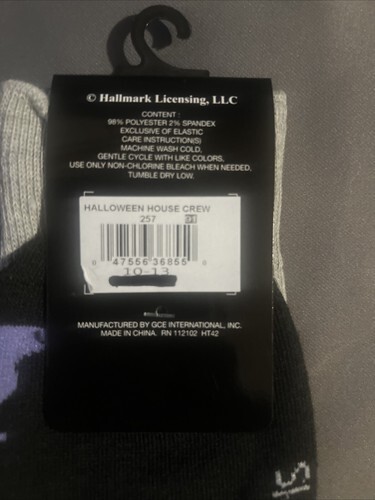 © Hallmark Licensing, LLC
CONTENT :
98% POLYESTER 2% SPANDEX
EXCLUSIVE OF ELASTIC
CARE INSTRUCTION(S)
MACHINE WASH COLD,
GENTLE CYCLE WITH LIKE COLORS,
USE ONLY NON-CHLORINE BLEACH WHEN NEEDED,
TUMBLE DRY LOW.
HALLOWEEN HOUSE CREW
257
0 47556 36855 0
10-13
MANUFACTURED BY GCE INTERNATIONAL, INC.
MADE IN CHINA. RN 112102 HT42